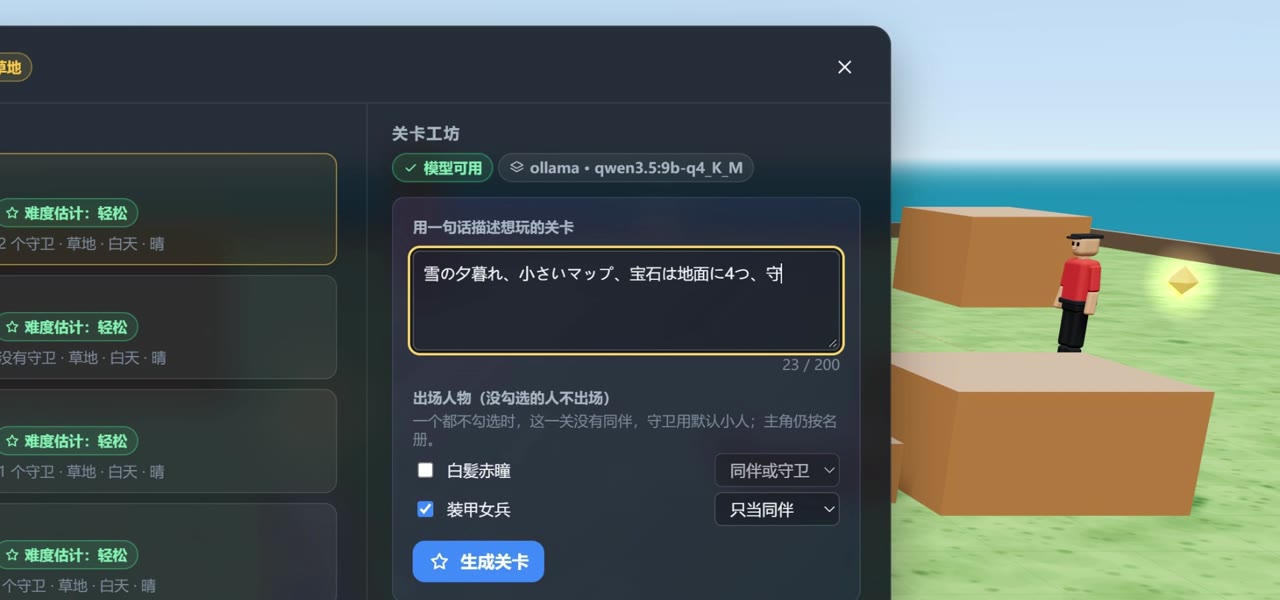 草地
关卡工坊
模型可用
ollama • qwen3.5:9b-q4_K_M
难度估计：轻松
2 个守卫 · 草地 · 白天 · 晴
难度估计：轻松
没有守卫 · 草地 · 白天 · 晴
难度估计：轻松
1 个守卫 · 草地 · 白天 · 晴
难度估计：轻松
个守卫 · 草地 · 白天 · 晴
用一句话描述想玩的关卡
雪の夕暮れ、小さいマップ、宝石は地面に4つ、守
23 / 200
出场人物（没勾选的人不出场）
一个都不勾选时，这一关没有同伴，守卫用默认小人；主角仍按名
册。
白髪赤瞳
同伴或守卫
装甲女兵
只当同伴
生成关卡